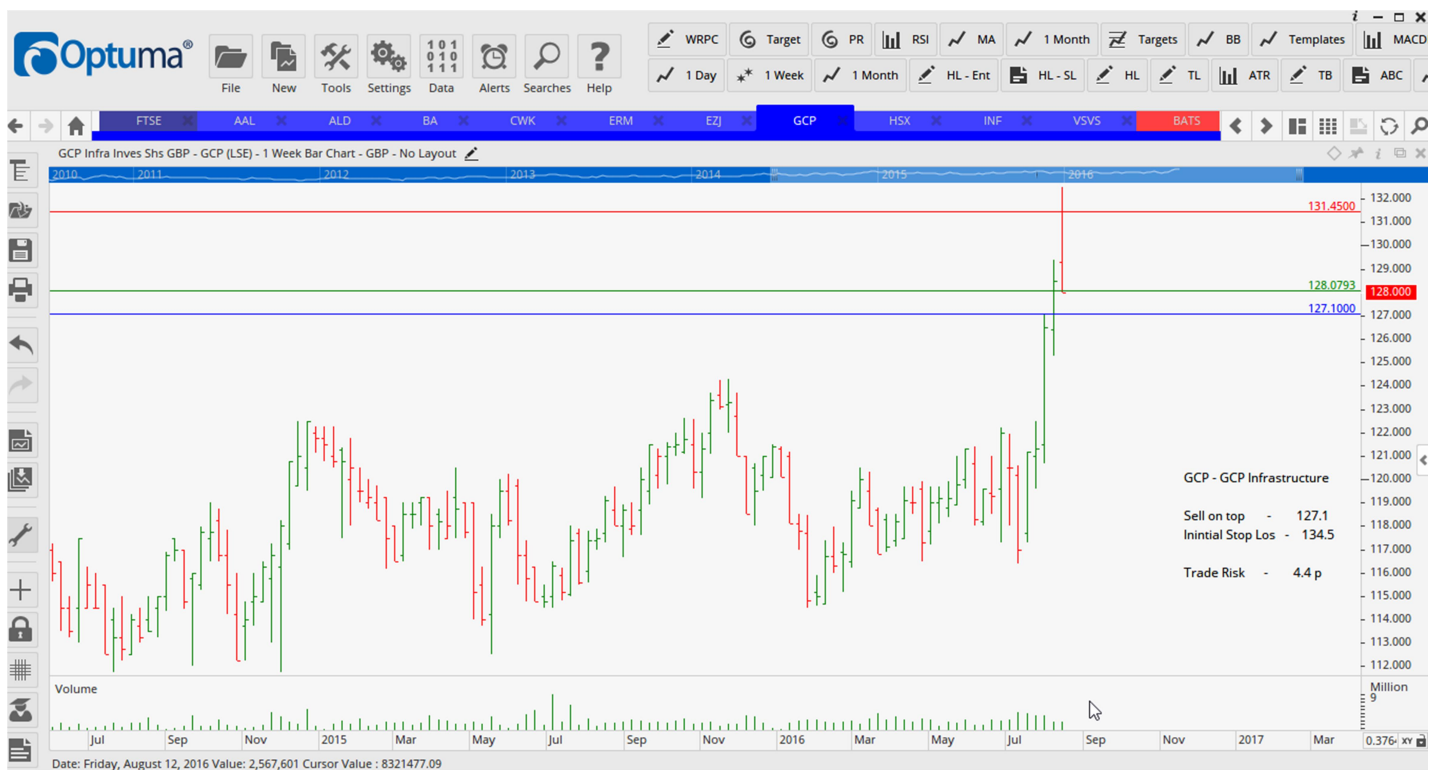 i
Optuma®
File
New
Tools
Settings
Data
Alerts
Searches
Help
101
010
111
WRPC
Target
PR
RSI
MA
1 Month
Targets
BB
Templates
MACD
1 Day
1 Week
1 Month
HL - Ent
HL - SL
HL
TL
ATR
TB
ABC
FTSE
AAL
ALD
BA
CWK
ERM
EZJ
GCP
HSX
INF
VSVS
BATS
GCP Infra Inves Shs GBP - GCP (LSE) - 1 Week Bar Chart - GBP - No Layout
2010
2011
2012
2013
2014
2015
2016
131.4500
128.0793
127.1000
132.000
131.000
130.000
129.000
128.000
127.000
126.000
125.000
124.000
123.000
122.000
121.000
120.000
119.000
118.000
117.000
116.000
115.000
114.000
113.000
112.000
GCP - GCP Infrastructure
Sell on top - 127.1
Inintial Stop Los - 134.5
Trade Risk - 4.4 p
Volume
Million
9
Jul
Sep
Nov
2015
Mar
May
Jul
Sep
Nov
2016
Mar
May
Jul
Sep
Nov
2017
Mar
XY
Date: Friday, August 12, 2016 Value: 2,567,601 Cursor Value : 8321477.09